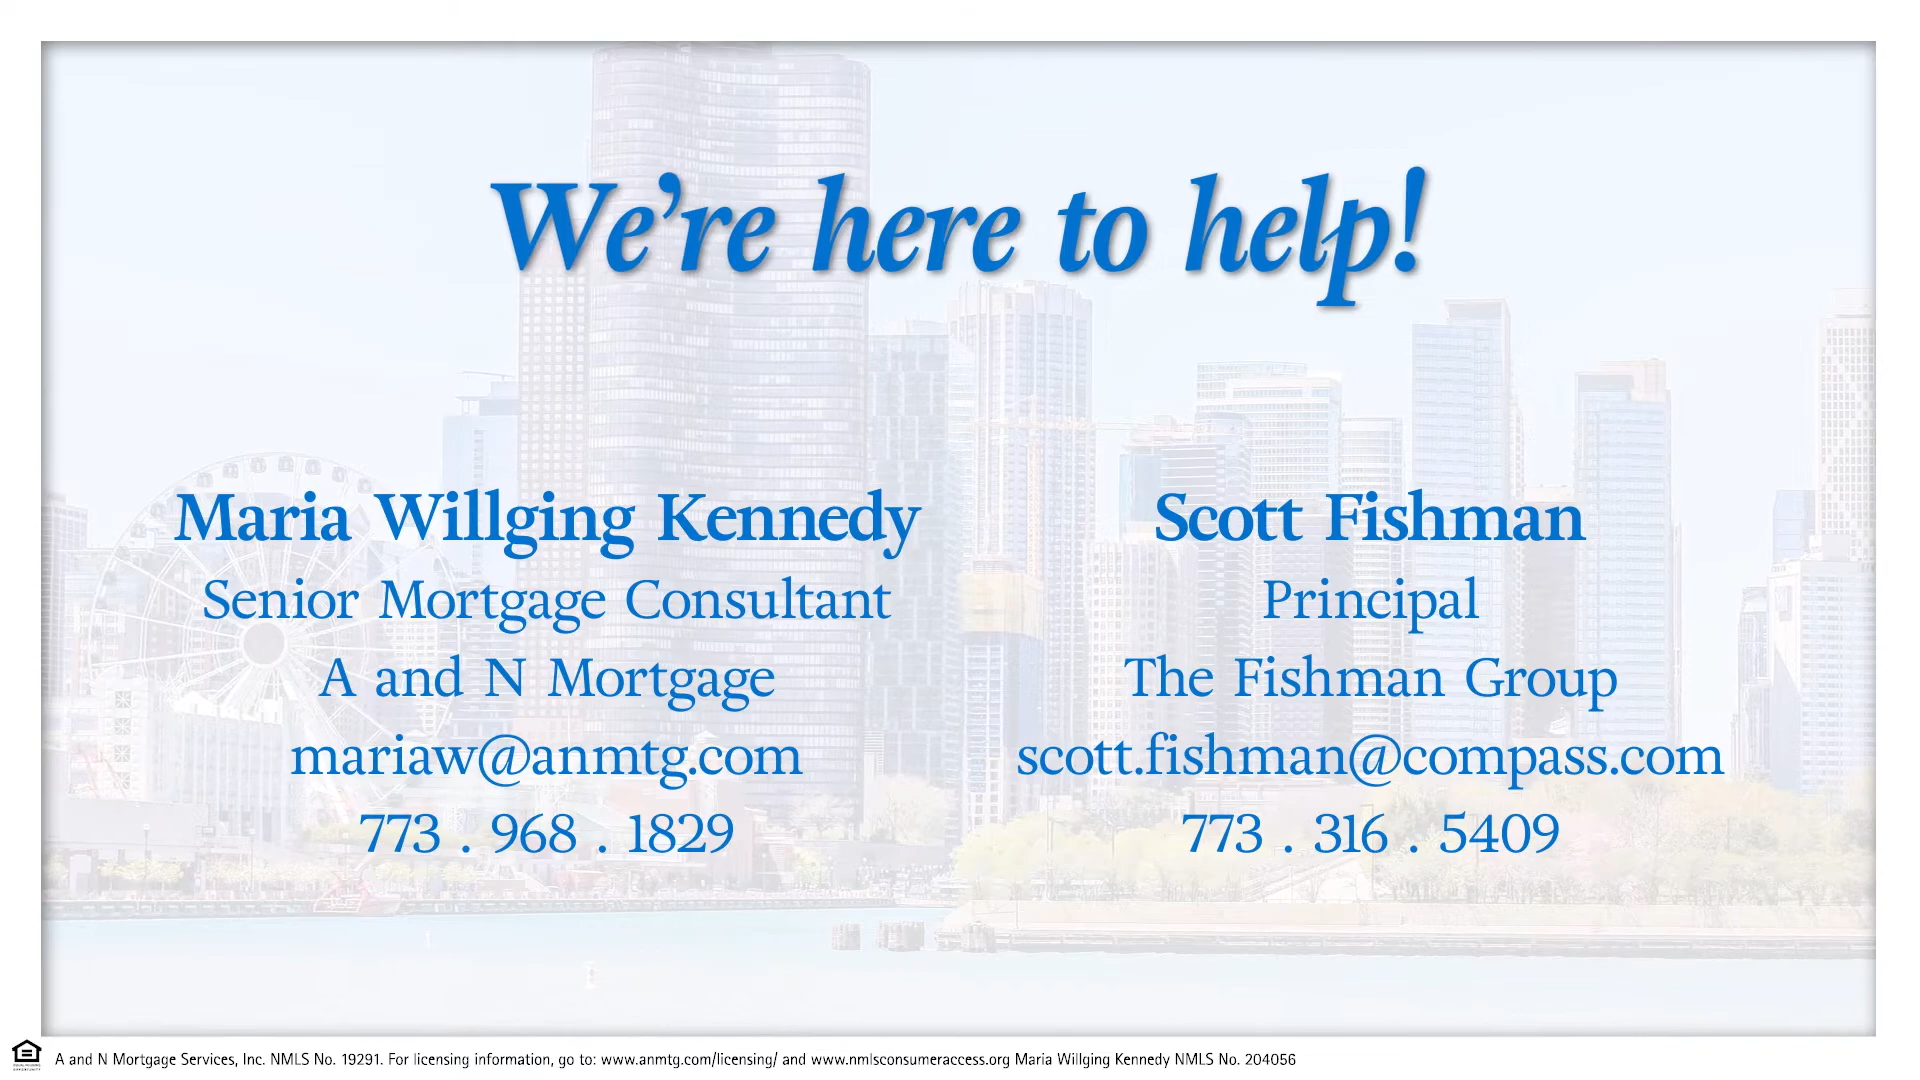 We're here to help!
Maria Willging Kennedy
Senior Mortgage Consultant
A and N Mortgage
mariaw@anmtg.com
773 . 968 . 1829
Scott Fishman
Principal
The Fishman Group
scott.fishman@compass.com
773 . 316 . 5409
A and N Mortgage Services, Inc. NMLS No. 19291. For licensing information, go to: www.anmtg.com/licensing/ and www.nmlsconsumeraccess.org Maria Willging Kennedy NMLS No. 204056